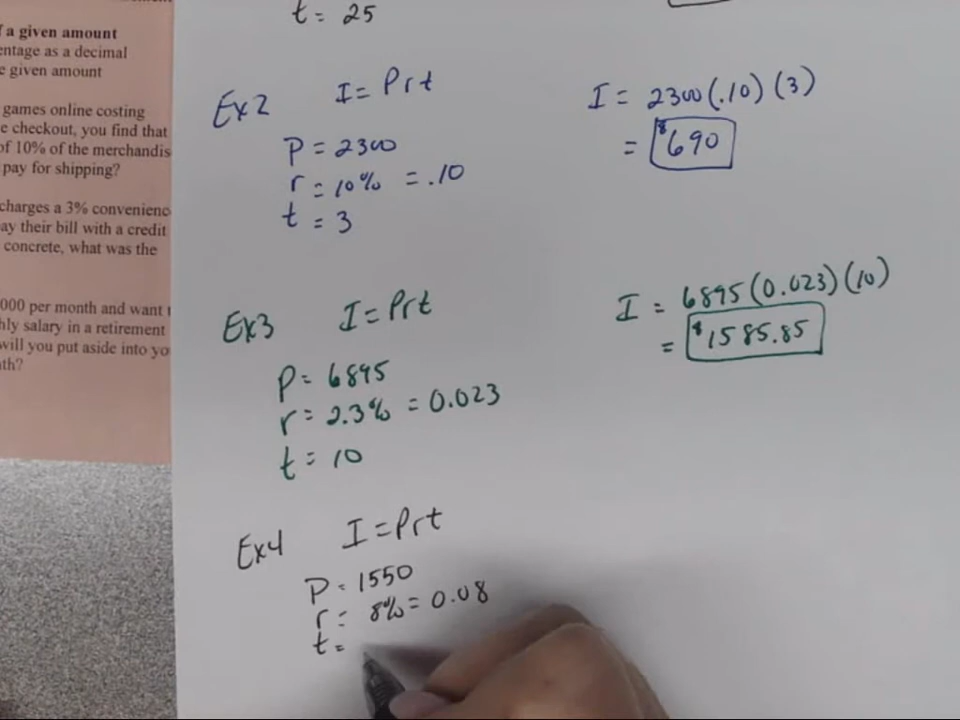 a given amount
entage as a decimal
e given amount
games online costing
e checkout, you find that
of 10% of the merchandis
pay for shipping?
charges a 3% convenienc
ay their bill with a credit
concrete, what was the
000 per month and want
hly salary in a retirement
will you put aside into yo
th?
t = 25
Ex2 I = Prt
P = 2300
r = 10% = .10
t = 3
I = 2300(.10)(3)
= $690
Ex3 I = Prt
P = 6895
r = 2.3% = 0.023
t = 10
I = 6895(0.023)(10)
= $1585.85
Ex4 I = Prt
P = 1550
r = 8% = 0.08
t =